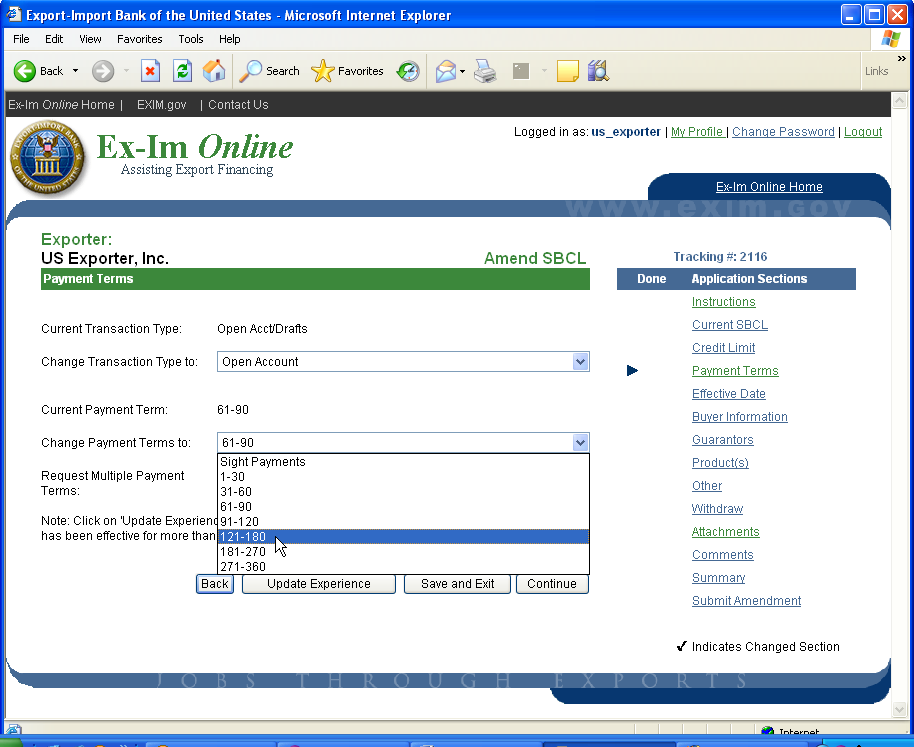 Export-Import Bank of the United States - Microsoft Internet Explorer
File Edit View Favorites Tools Help
Back Search Favorites Links »
Ex-Im Online Home | EXIM.gov | Contact Us
Logged in as: us_exporter | My Profile | Change Password | Logout
EXPORT-IMPORT BANK
OF THE UNITED STATES
Ex-Im Online
Assisting Export Financing
Ex-Im Online Home
www.exim.gov
Exporter:
US Exporter, Inc. Amend SBCL
Payment Terms
Current Transaction Type: Open Acct/Drafts
Change Transaction Type to: Open Account
Current Payment Term: 61-90
Change Payment Terms to: 61-90
Sight Payments
1-30
31-60
61-90
91-120
121-180
181-270
271-360
Request Multiple Payment
Terms:
Note: Click on 'Update Experienc
has been effective for more than
Back Update Experience Save and Exit Continue
Tracking #: 2116
Done Application Sections
Instructions
Current SBCL
Credit Limit
Payment Terms
Effective Date
Buyer Information
Guarantors
Product(s)
Other
Withdraw
Attachments
Comments
Summary
Submit Amendment
✓ Indicates Changed Section
JOBS THROUGH EXPORTS
Internet